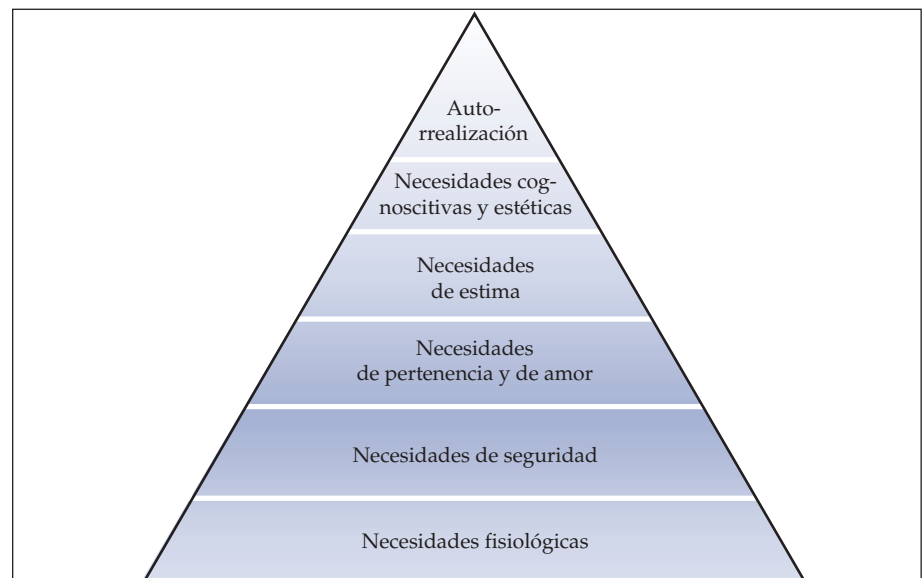 Auto-
rrealización
Necesidades cog-
noscitivas y estéticas
Necesidades
de estima
Necesidades
de pertenencia y de amor
Necesidades de seguridad
Necesidades fisiológicas